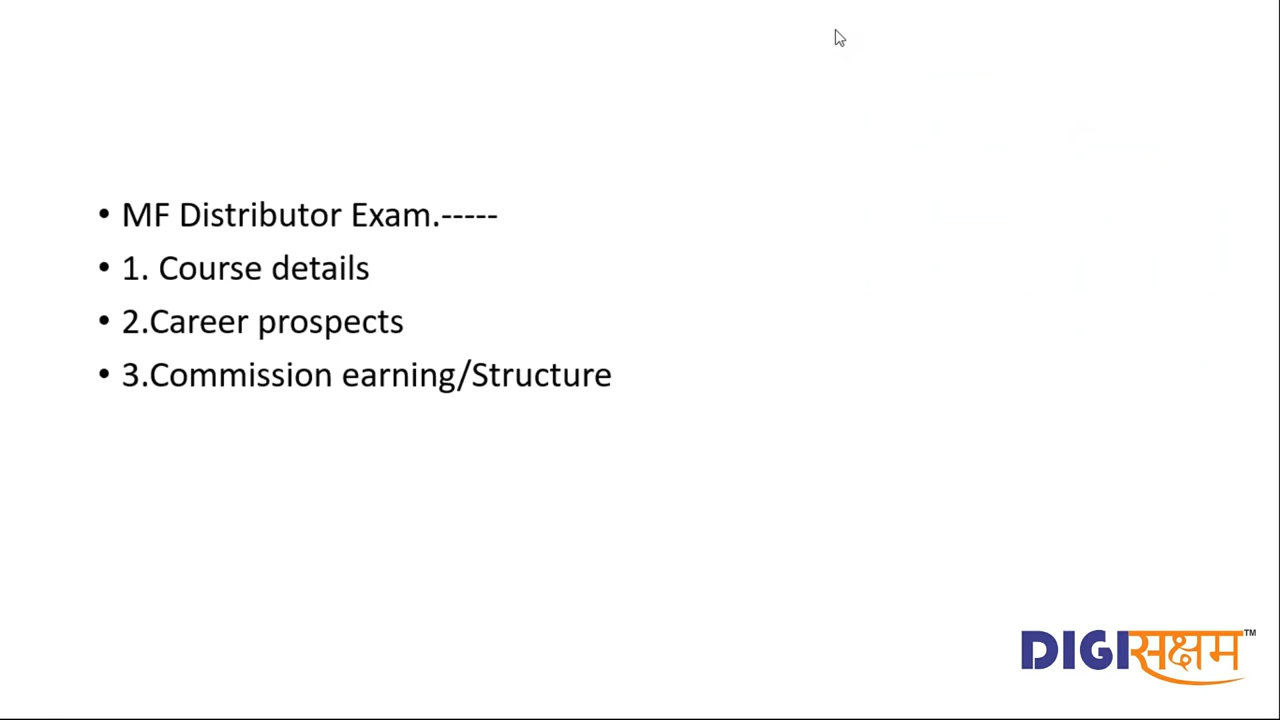 • MF Distributor Exam.-----
• 1. Course details
• 2.Career prospects
• 3.Commission earning/Structure
DIGIसक्षम™